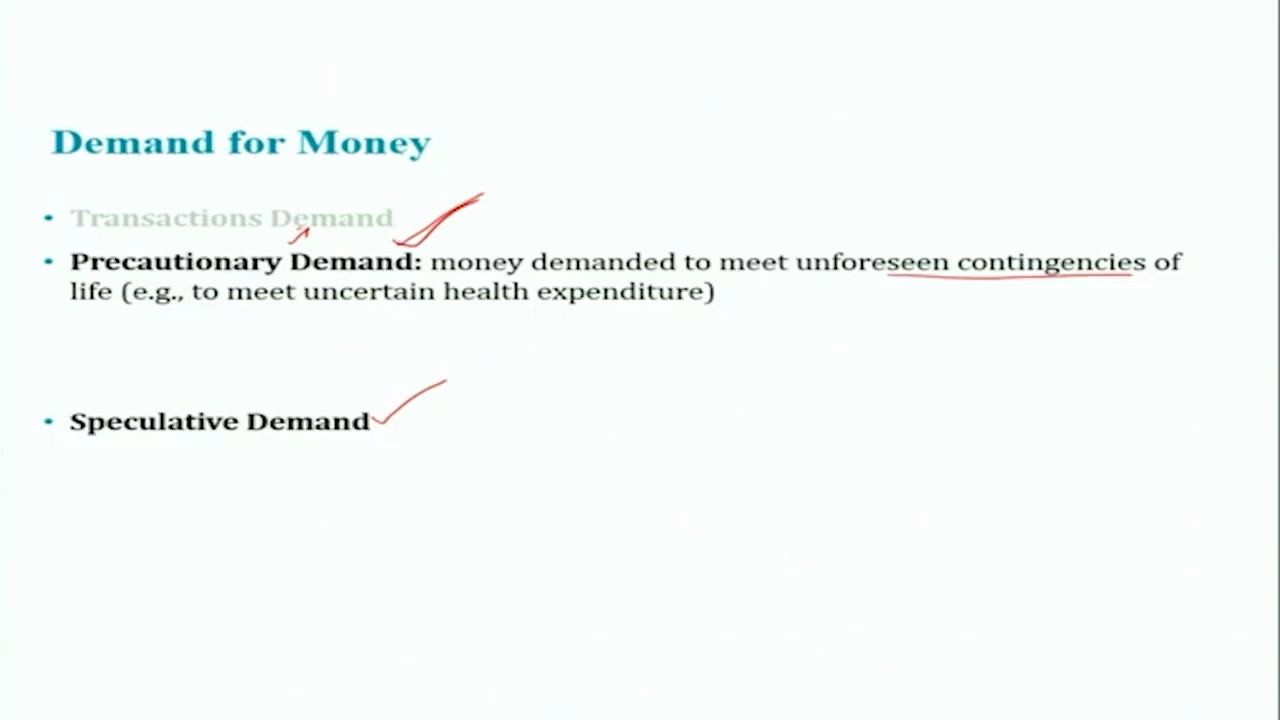 Demand for Money
• Transactions Demand
• Precautionary Demand: money demanded to meet unforeseen contingencies of
life (e.g., to meet uncertain health expenditure)
• Speculative Demand